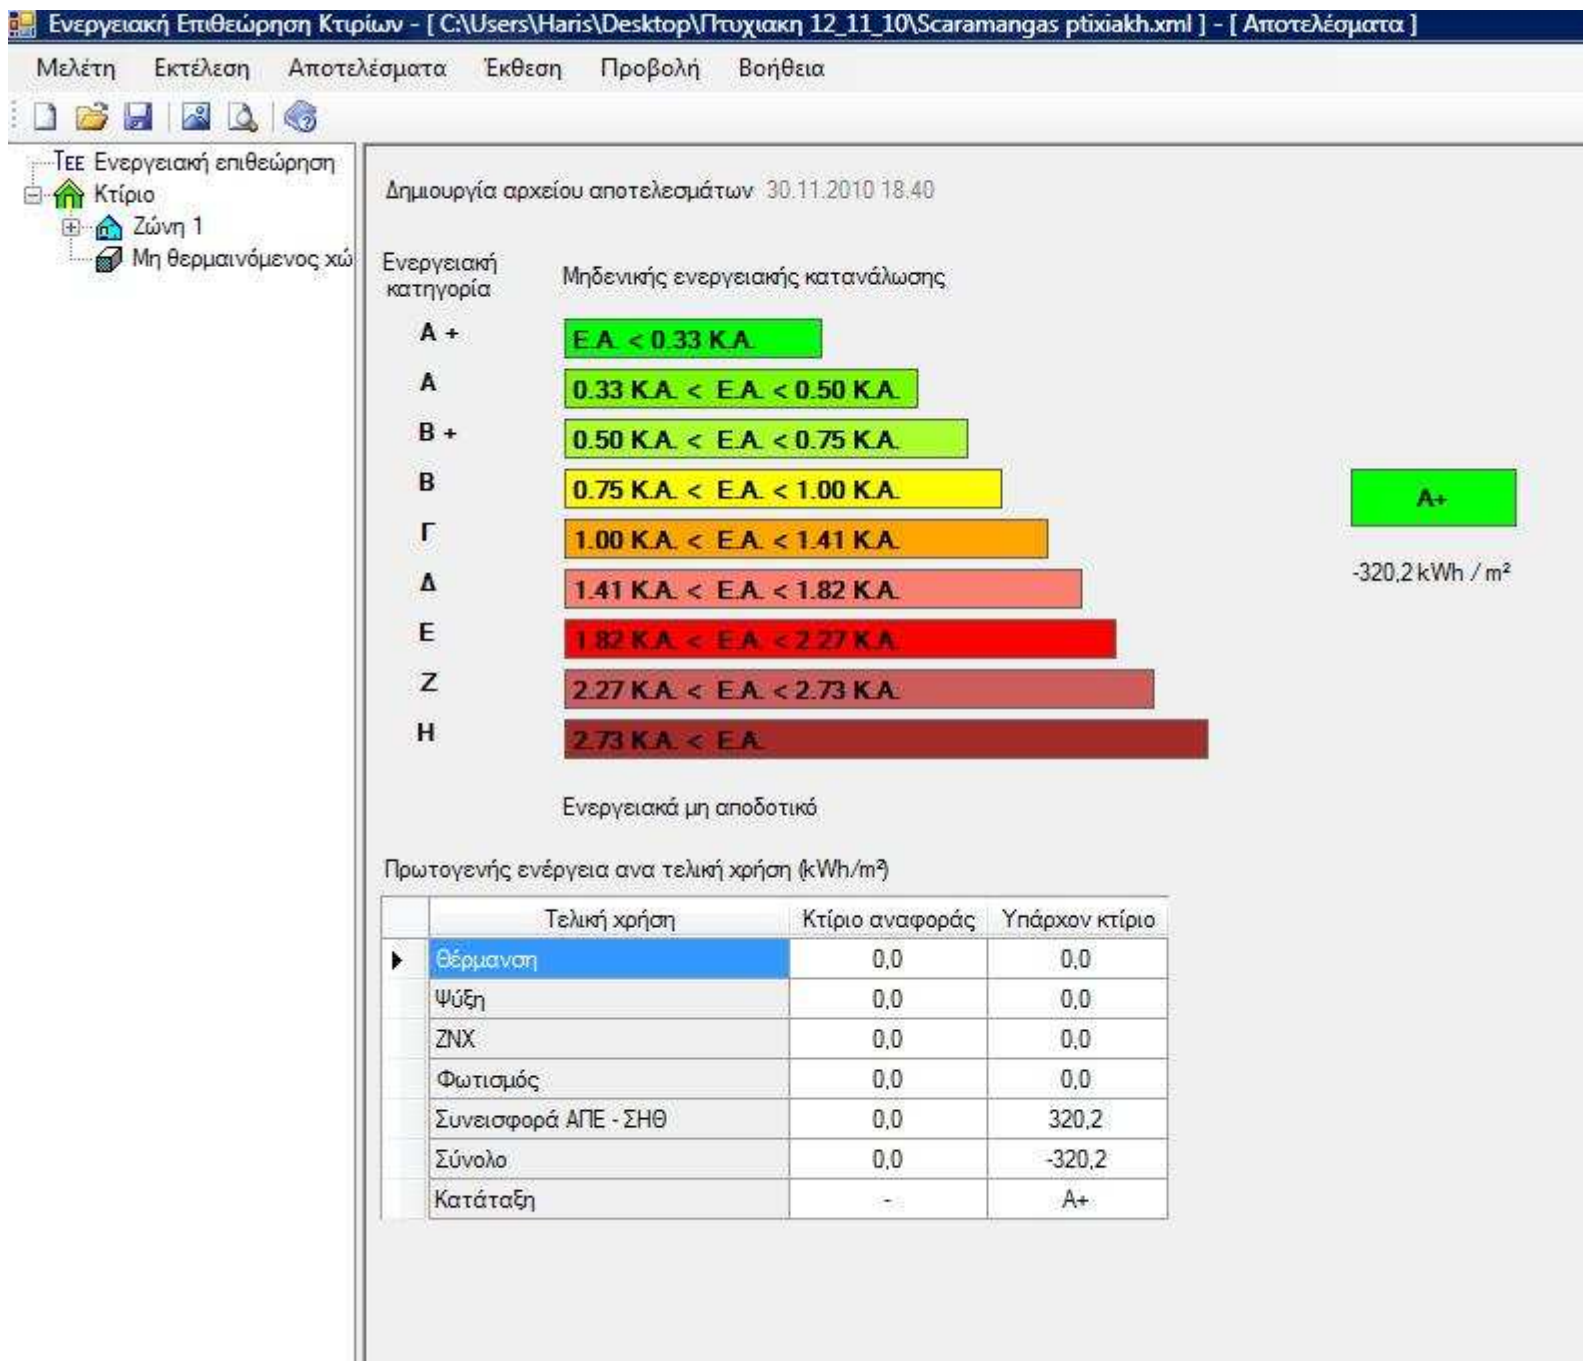 Ενεργειακή Επιθεώρηση Κτιρίων - [ C:\Users\Haris\Desktop\Πτυχιακη 12_11_10\Scaramangas ptixiakh.xml ] - [ Αποτελέσματα ]
Μελέτη Εκτέλεση Αποτελέσματα Έκθεση Προβολή Βοήθεια
ΤΕΕ Ενεργειακή επιθεώρηση
Κτίριο
Ζώνη 1
Μη θερμαινόμενος χώ
Δημιουργία αρχείου αποτελεσμάτων 30.11.2010 18.40
Ενεργειακή κατηγορία
Μηδενικής ενεργειακής κατανάλωσης
Α + Ε.Α. < 0.33 Κ.Α.
Α 0.33 Κ.Α. < Ε.Α. < 0.50 Κ.Α.
Β + 0.50 Κ.Α. < Ε.Α. < 0.75 Κ.Α.
Β 0.75 Κ.Α. < Ε.Α. < 1.00 Κ.Α.
Γ 1.00 Κ.Α. < Ε.Α. < 1.41 Κ.Α.
Δ 1.41 Κ.Α. < Ε.Α. < 1.82 Κ.Α.
Ε 1.82 Κ.Α. < Ε.Α. < 2.27 Κ.Α.
Ζ 2.27 Κ.Α. < Ε.Α. < 2.73 Κ.Α.
Η 2.73 Κ.Α. < Ε.Α.
Α+
-320,2 kWh / m²
Ενεργειακά μη αποδοτικό
Πρωτογενής ενέργεια ανα τελική χρήση (kWh/m²)
Τελική χρήση Κτίριο αναφοράς Υπάρχον κτίριο
Θέρμανση 0,0 0,0
Ψύξη 0,0 0,0
ΖΝΧ 0,0 0,0
Φωτισμός 0,0 0,0
Συνεισφορά ΑΠΕ - ΣΗΘ 0,0 320,2
Σύνολο 0,0 -320,2
Κατάταξη - Α+